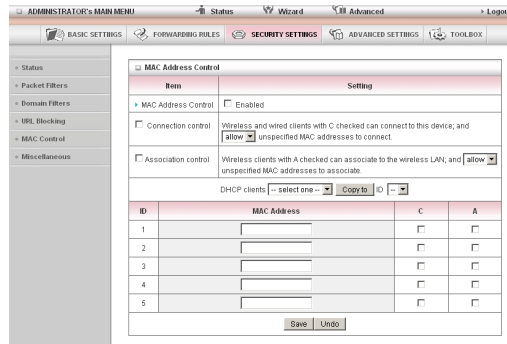 ADMINISTRATOR's MAIN MENU Status Wizard Advanced Logou
BASIC SETTINGS FORWARDING RULES SECURITY SETTINGS ADVANCED SETTINGS TOOLBOX
Status
Packet Filters
Domain Filters
URL Blocking
MAC Control
Miscellaneous
MAC Address Control
Item Setting
MAC Address Control Enabled
Connection control Wireless and wired clients with C checked can connect to this device; and
allow unspecified MAC addresses to connect.
Association control Wireless clients with A checked can associate to the wireless LAN; and allow
unspecified MAC addresses to associate.
DHCP clients -- select one -- Copy to ID --
ID MAC Address C A
1
2
3
4
5
Save Undo